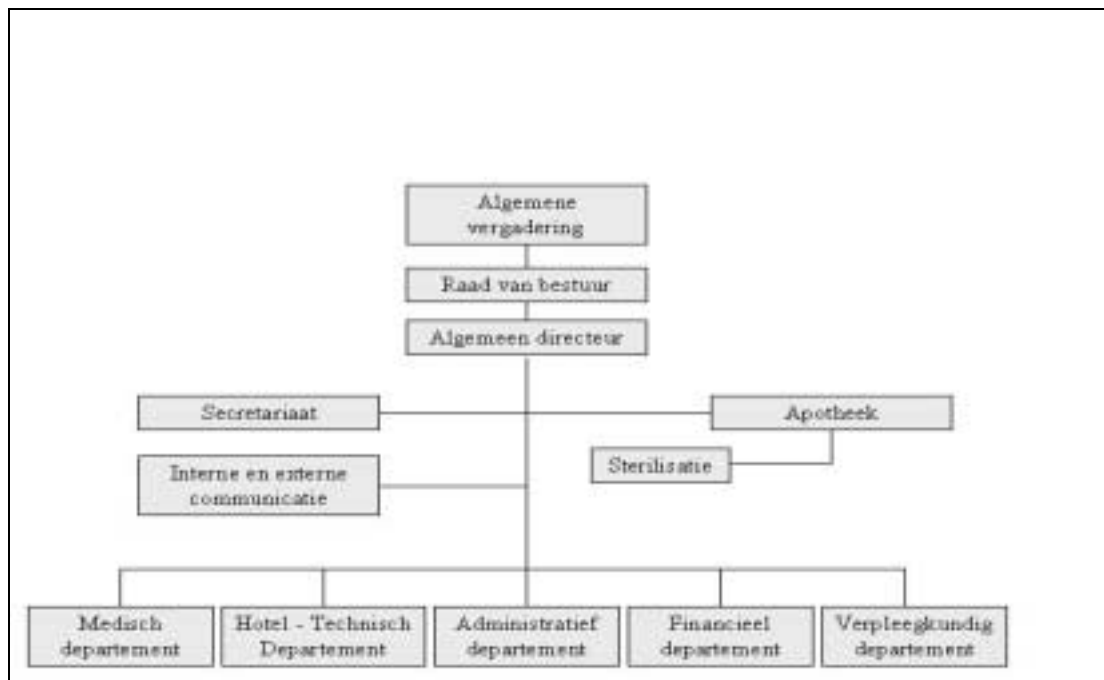 Algemene
vergadering
Raad van bestuur
Algemeen directeur
Secretariaat
Apotheek
Sterilisatie
Interne en externe
communicatie
Medisch
departement
Hotel - Technisch
Departement
Administratief
departement
Financieel
departement
Verpleegkundig
departement